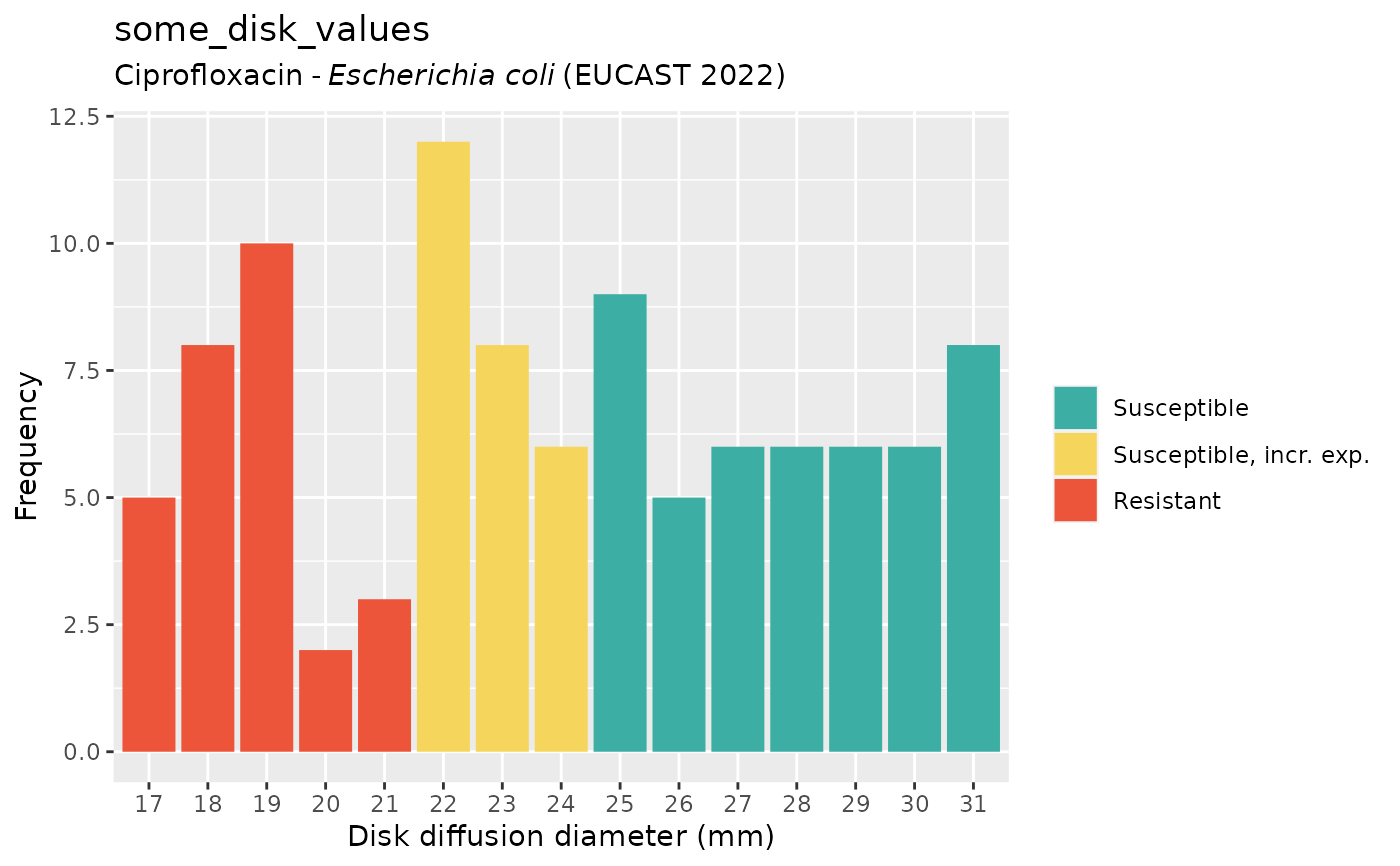 some_disk_values
Ciprofloxacin - Escherichia coli (EUCAST 2022)
12.5
10.0
7.5
5.0
2.5
0.0
Frequency
17 18 19 20 21 22 23 24 25 26 27 28 29 30 31
Disk diffusion diameter (mm)
Susceptible
Susceptible, incr. exp.
Resistant